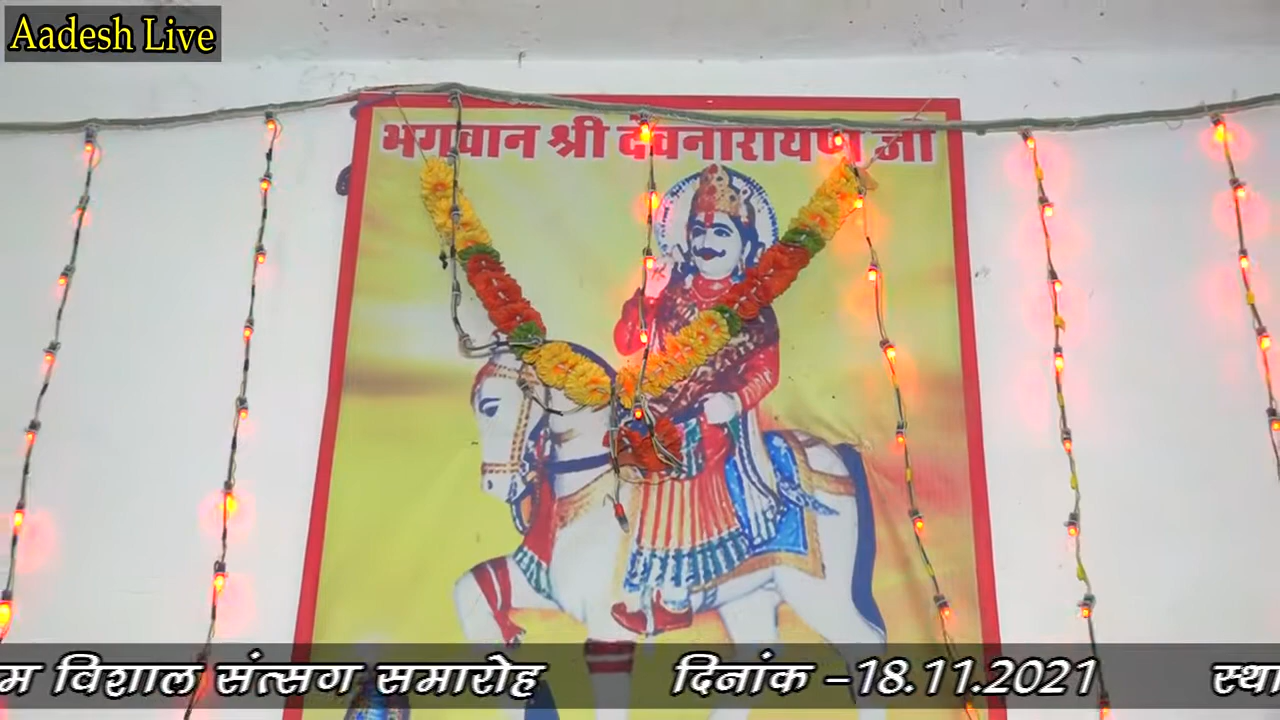 Aadesh Live
भगवान श्री देवनारायण जी
विशाल संत्सग समारोह दिनांक -18.11.2021